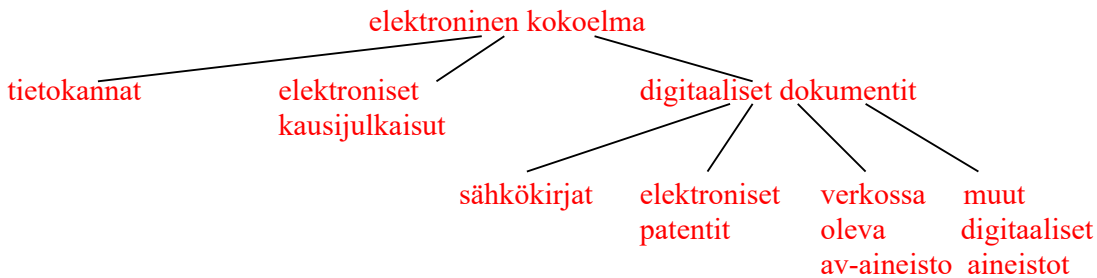 elektroninen kokoelma
tietokannat
elektroniset
kausijulkaisut
digitaaliset dokumentit
sähkökirjat
elektroniset
patentit
verkossa
oleva
av-aineisto
muut
digitaaliset
aineistot